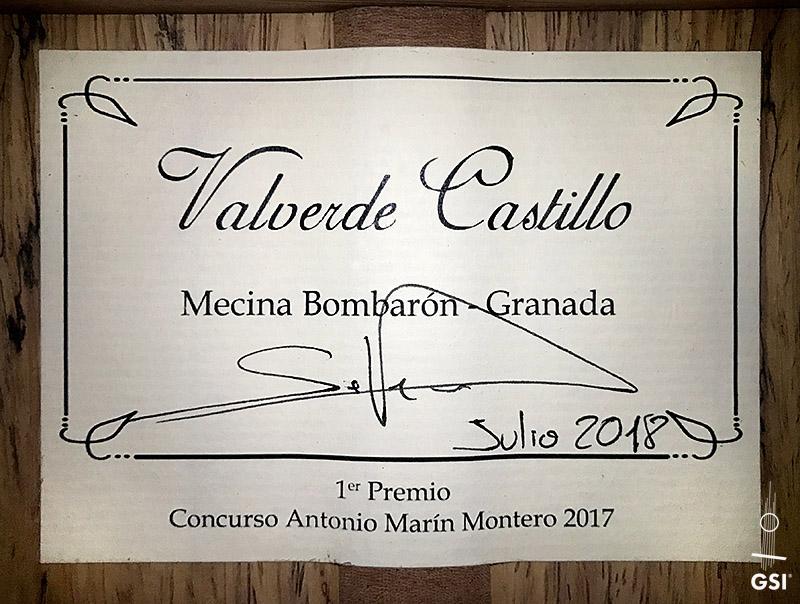 Valverde Castillo
Mecina Bombarón - Granada
Julio 2018
1er Premio
Concurso Antonio Marín Montero 2017
GSI